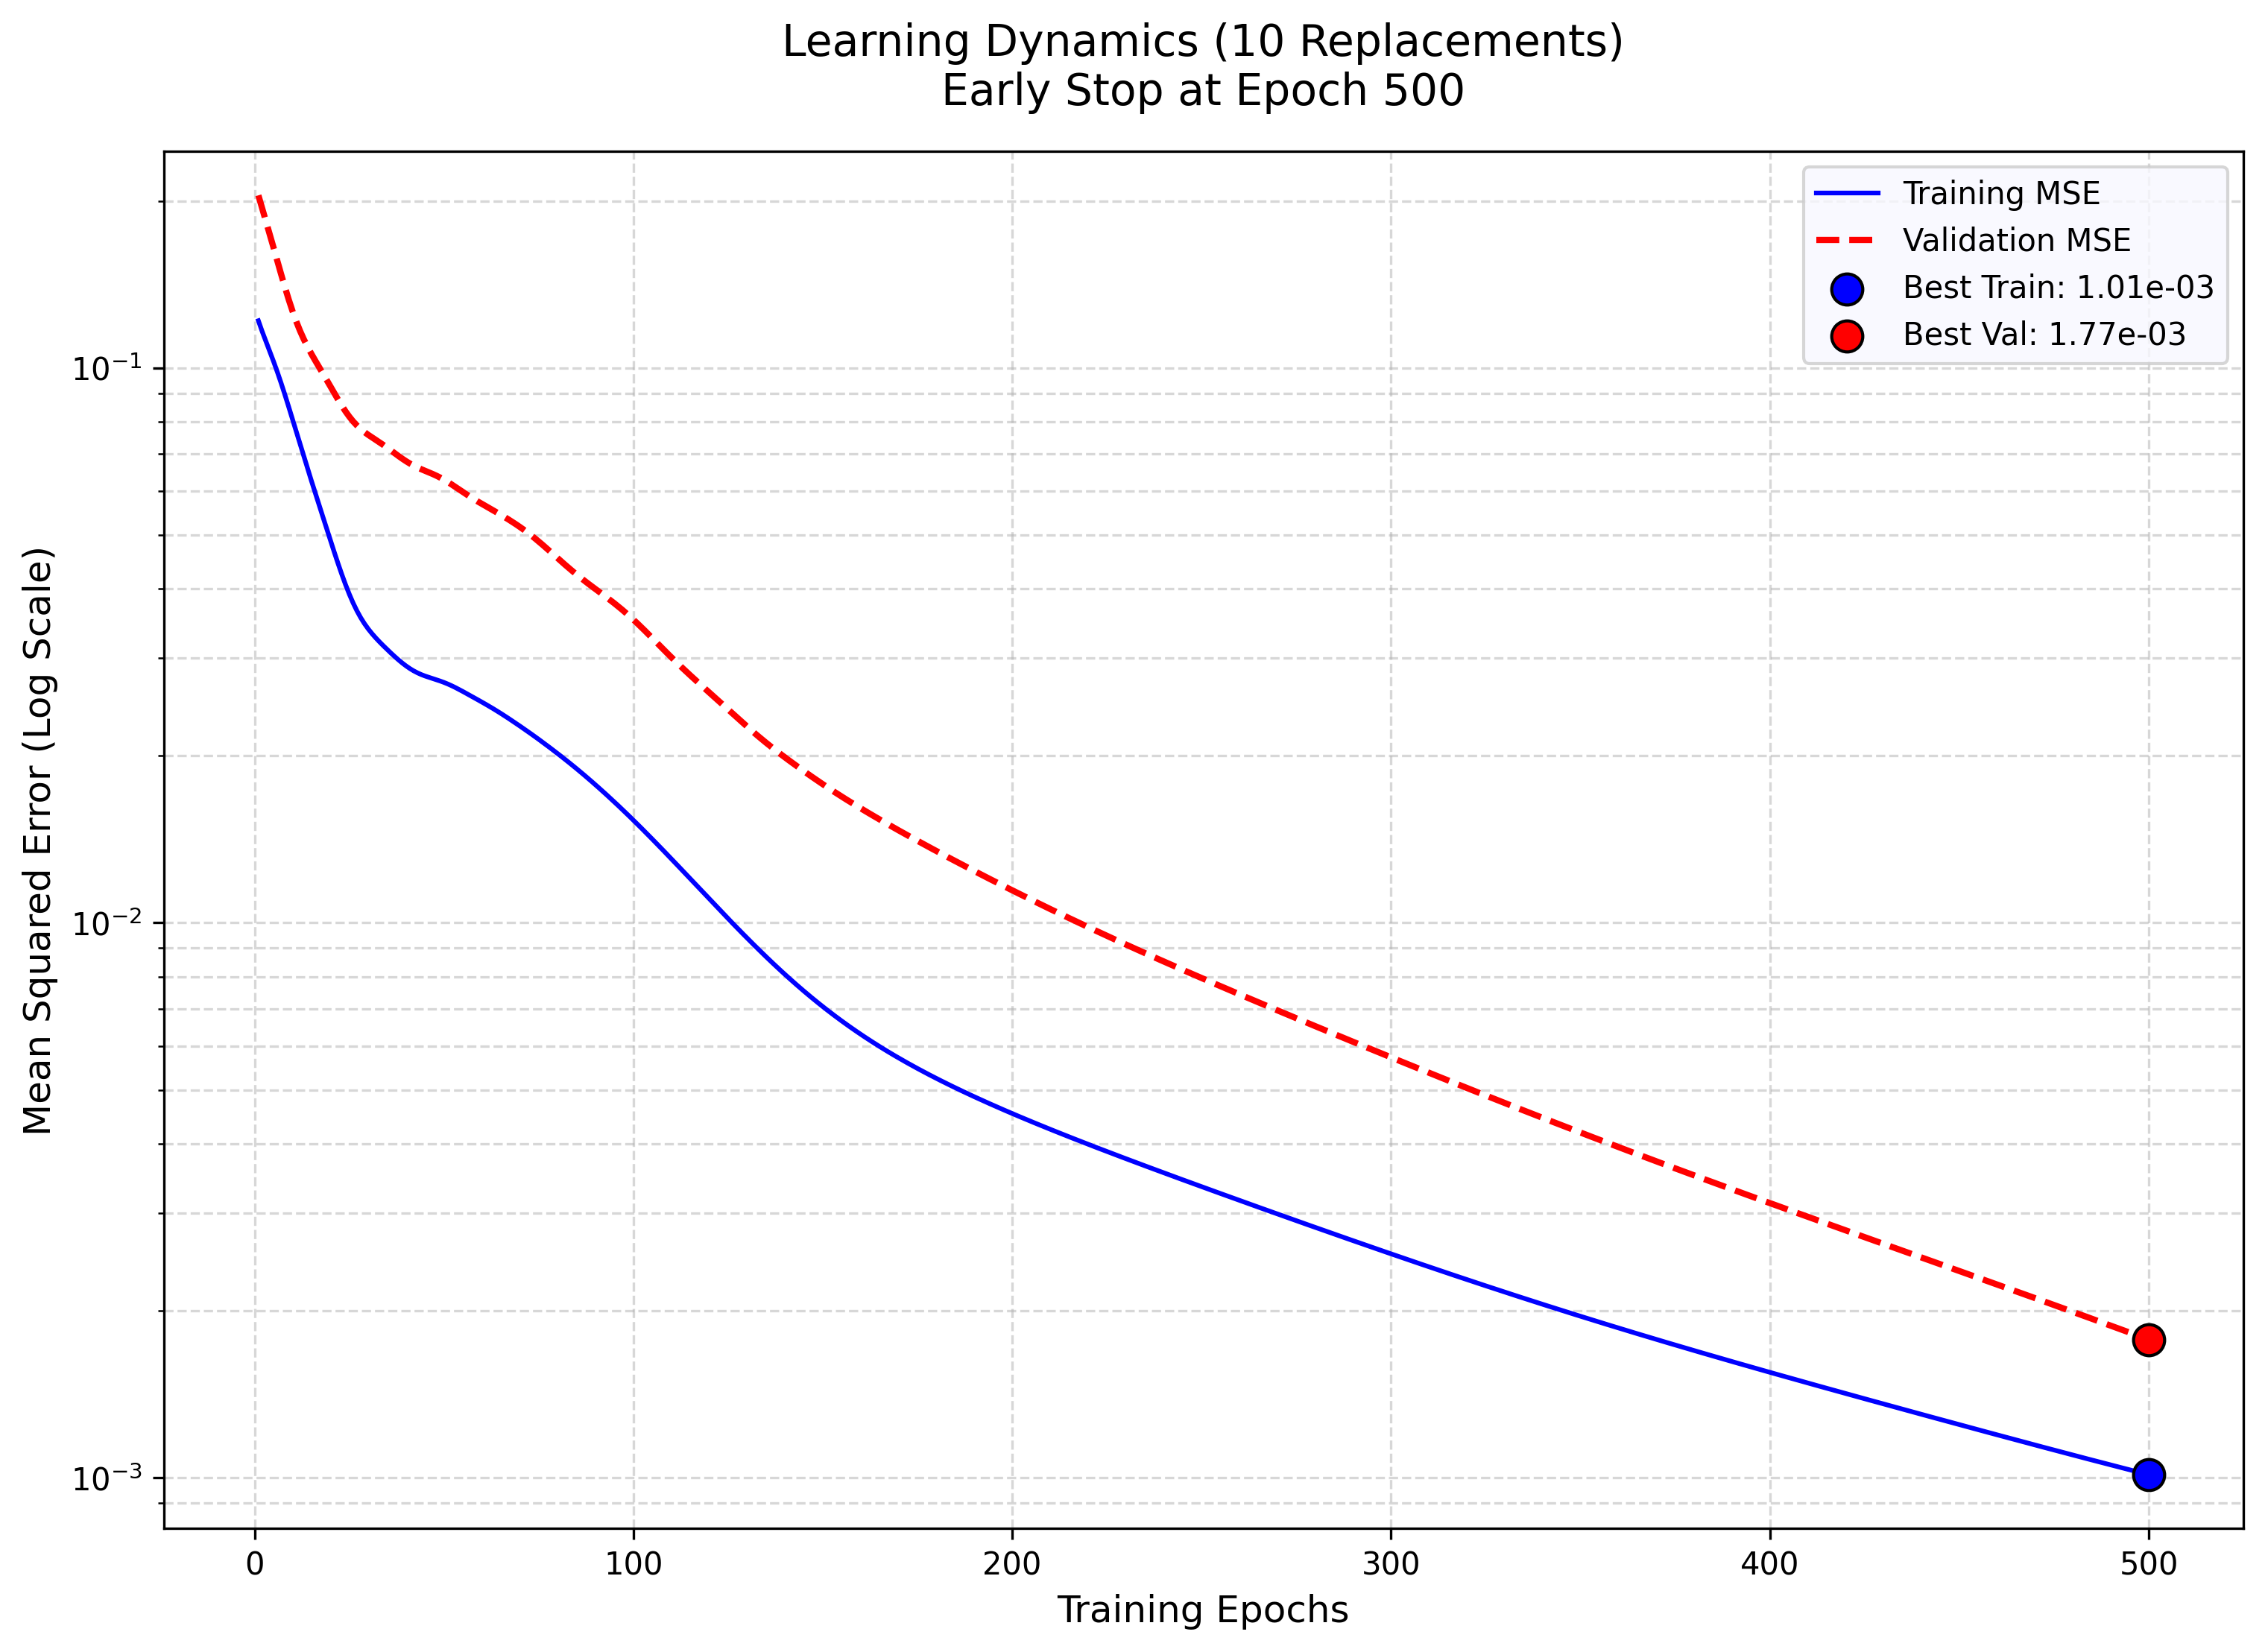 Learning Dynamics (10 Replacements)
Early Stop at Epoch 500
Training MSE
Validation MSE
Best Train: 1.01e-03
Best Val: 1.77e-03
Mean Squared Error (Log Scale)
10⁻¹
10⁻²
10⁻³
0 100 200 300 400 500
Training Epochs